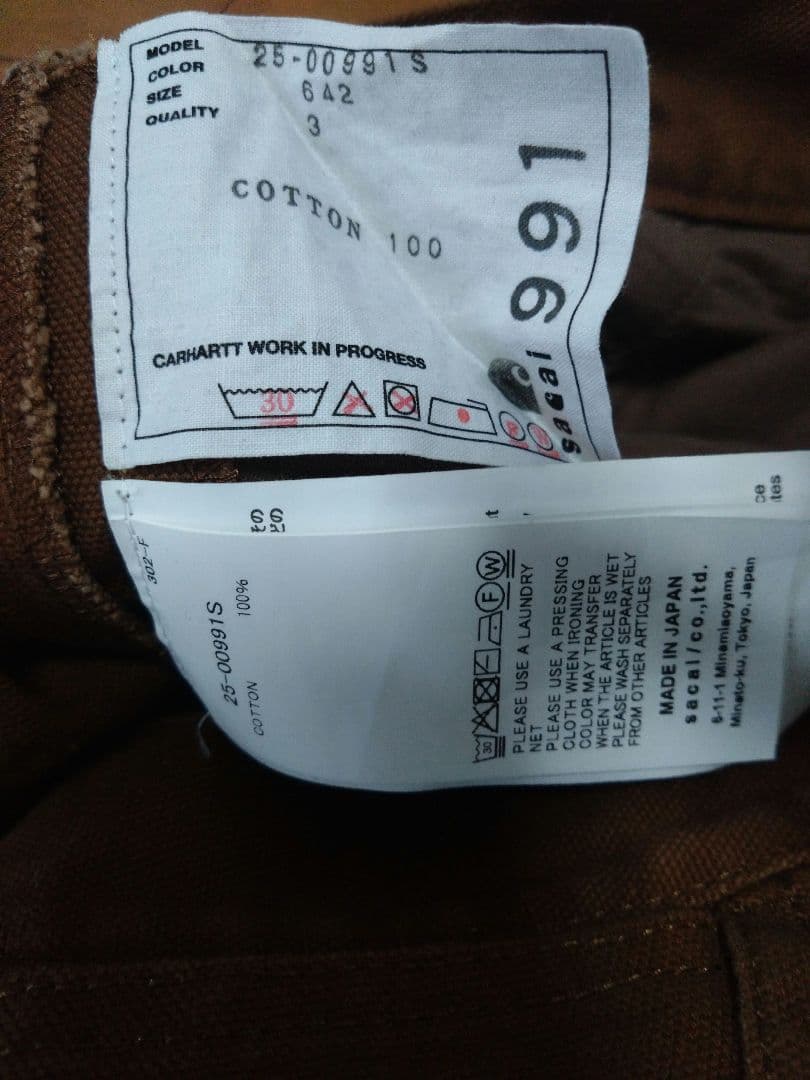 MODEL 25-00991S
COLOR 642
SIZE 3
QUALITY
COTTON 100
CARHARTT WORK IN PROGRESS
30
sacai 991
302-F
25-00991S
COTTON 100%
30 F W
PLEASE USE A LAUNDRY
NET
PLEASE USE A PRESSING
CLOTH WHEN IRONING
COLOR MAY TRANSFER
WHEN THE ARTICLE IS WET
PLEASE WASH SEPARATELY
FROM OTHER ARTICLES
MADE IN JAPAN
sacai/co.,ltd.
6-11-1 Minamiaoyama,
Minato-ku, Tokyo, Japan